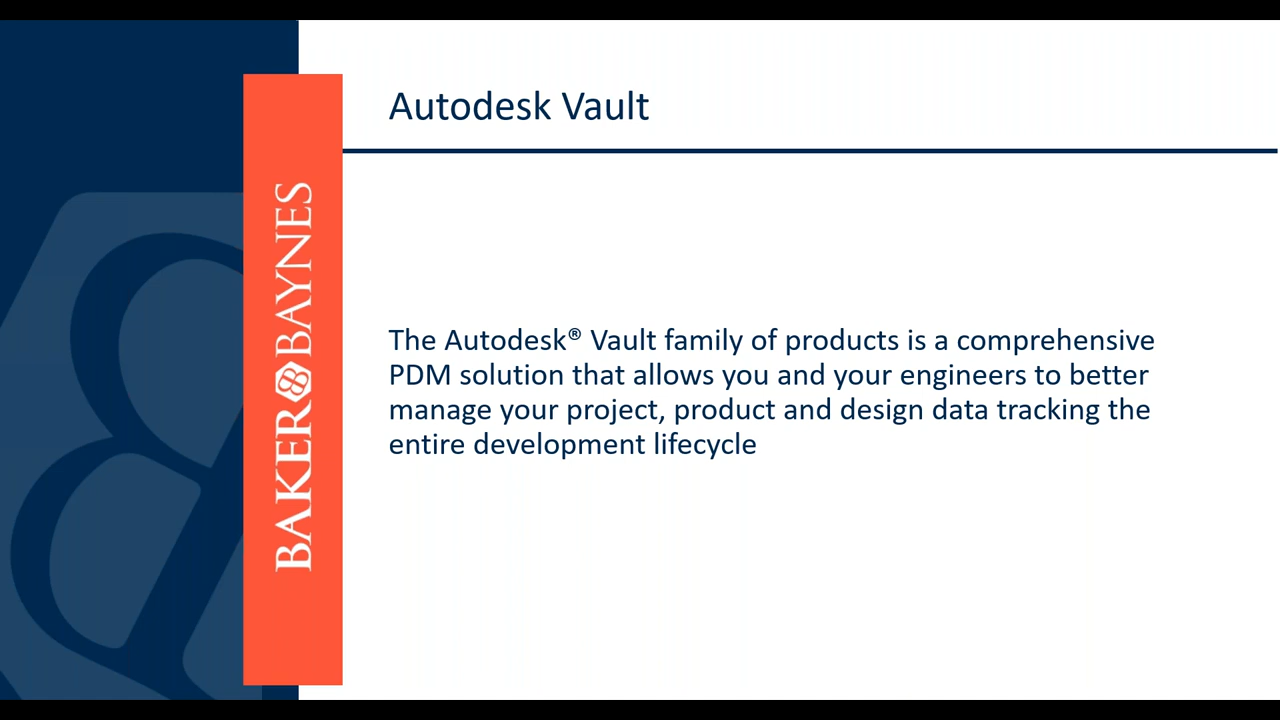 Autodesk Vault
BAKER BAYNES
The Autodesk® Vault family of products is a comprehensive
PDM solution that allows you and your engineers to better
manage your project, product and design data tracking the
entire development lifecycle